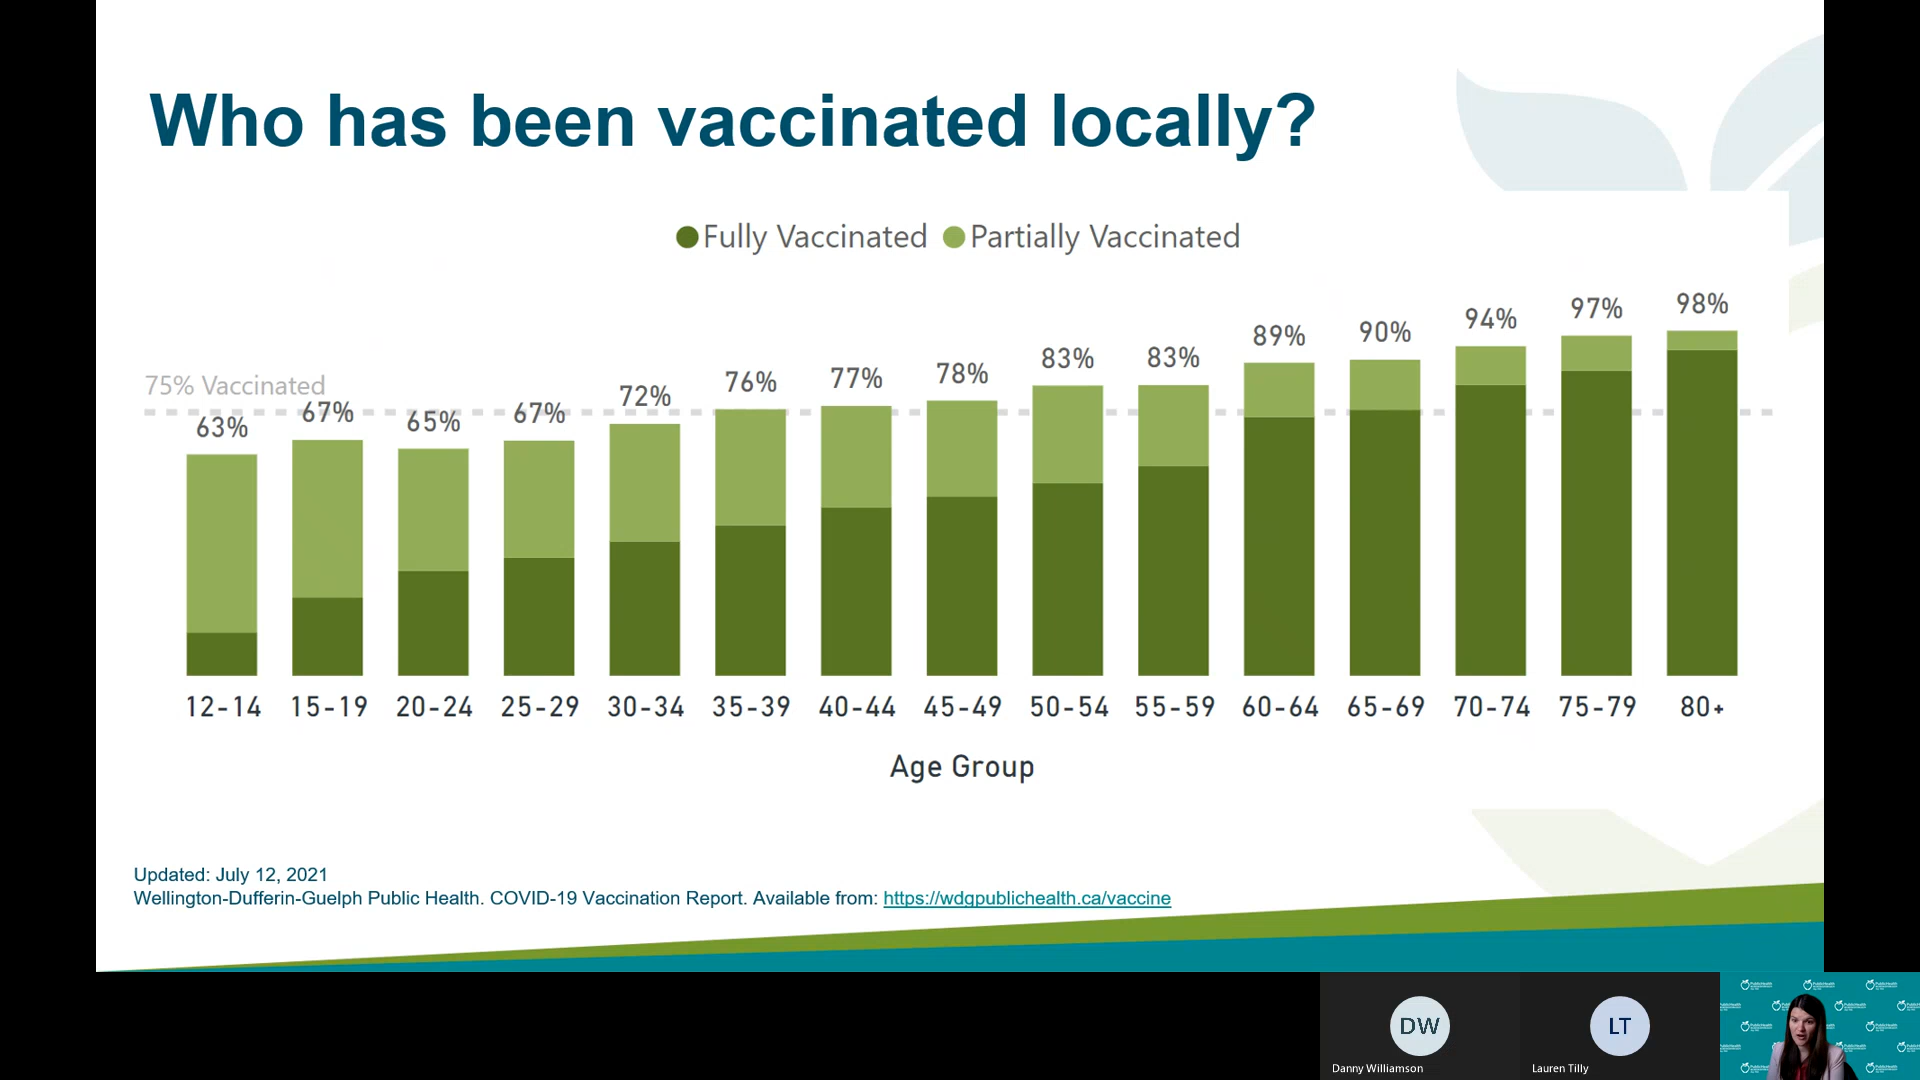 Who has been vaccinated locally?
Fully Vaccinated Partially Vaccinated
75% Vaccinated
63% 67% 65% 67% 72% 76% 77% 78% 83% 83% 89% 90% 94% 97% 98%
12-14 15-19 20-24 25-29 30-34 35-39 40-44 45-49 50-54 55-59 60-64 65-69 70-74 75-79 80+
Age Group
Updated: July 12, 2021
Wellington-Dufferin-Guelph Public Health. COVID-19 Vaccination Report. Available from: https://wdgpublichealth.ca/vaccine
DW
Danny Williamson
LT
Lauren Tilly